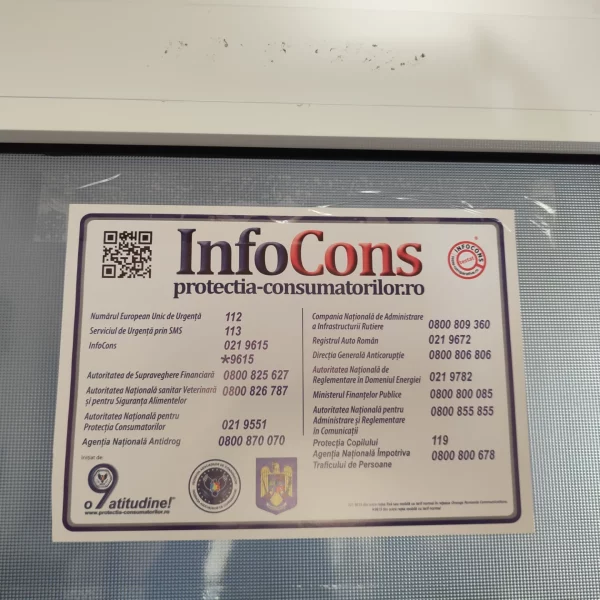 InfoCons
protectia-consumatorilor.ro
INFOCONS
Numărul European Unic de Urgență 112
Serviciul de Urgență prin SMS 113
InfoCons 021 9615
*9615
Autoritatea de Supraveghere Financiară 0800 825 627
Autoritatea Națională sanitar Veterinară
și pentru Siguranța Alimentelor 0800 826 787
Autoritatea Națională pentru
Protecția Consumatorilor 021 9551
Agenția Națională Antidrog 0800 870 070
Compania Națională de Administrare
a Infrastructurii Rutiere 0800 809 360
Registrul Auto Român 021 9672
Direcția Generală Anticorupție 0800 806 806
Autoritatea Națională de
Reglementare în Domeniul Energiei 021 9782
Ministerul Finanțelor Publice 0800 800 085
Autoritatea Națională pentru
Administrare și Reglementare
în Comunicații 0800 855 855
Protecția Copilului 119
Agenția Națională Împotriva
Traficului de Persoane 0800 800 678
Inițiat de:
o 9 atitudine!
www.protectia-consumatorilor.ro